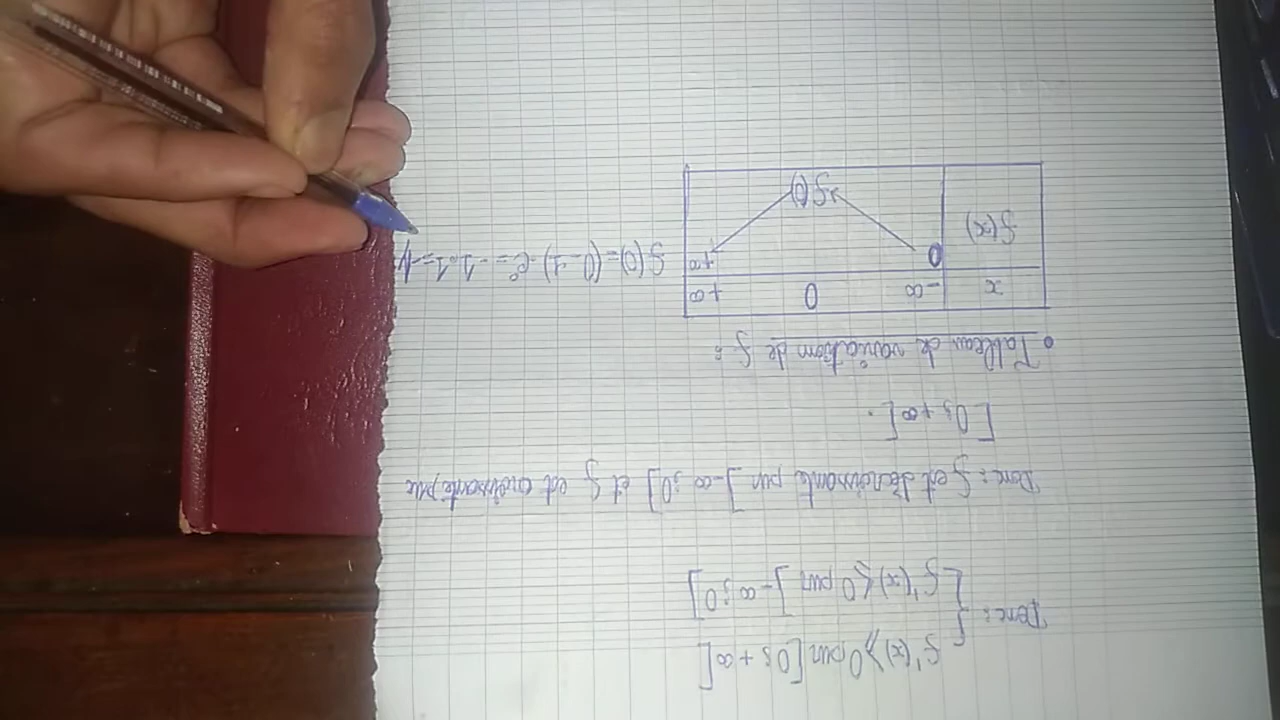 Donc : { f'(x) ≥ 0 sur [0 ; +∞[
f'(x) ≤ 0 sur ]-∞ ; 0]
Donc : f est décroissante sur ]-∞ ; 0] et f est croissante sur
[0 ; +∞[.
• Tableau de variation de f :
x -∞ 0 +∞
f(x) 0 f(0) +∞
f(0) = (0-1)·e⁰ = -1·1 = -1